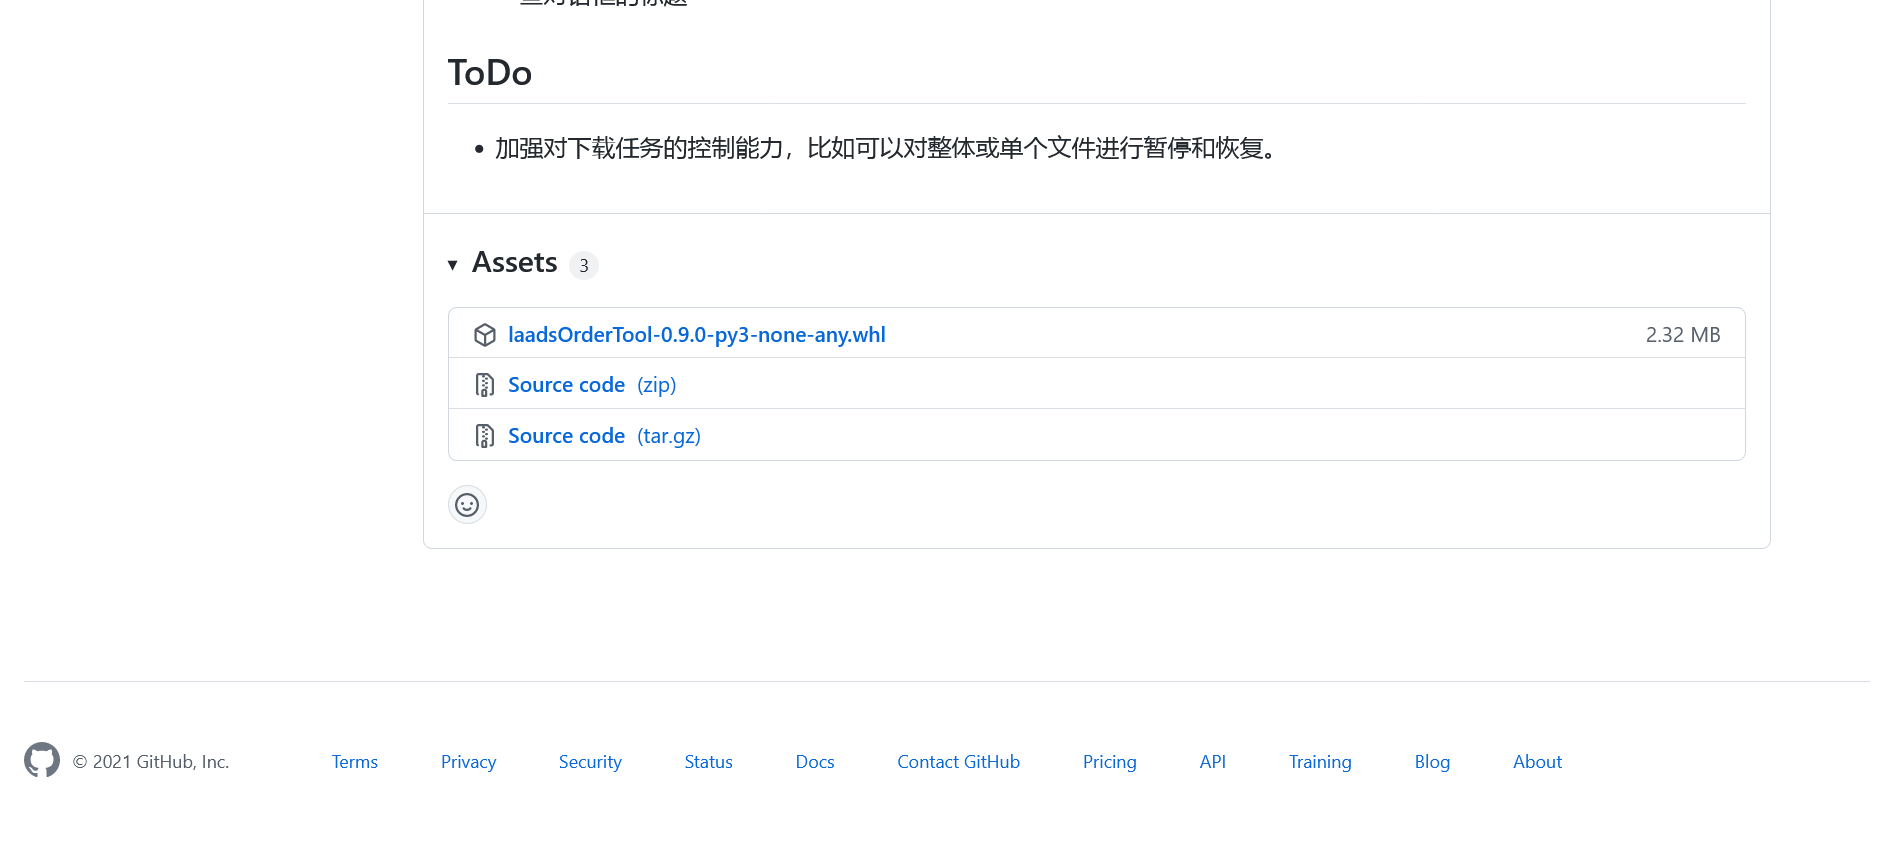 ToDo
• 加强对下载任务的控制能力，比如可以对整体或单个文件进行暂停和恢复。
▾ Assets 3
laadsOrderTool-0.9.0-py3-none-any.whl 2.32 MB
Source code (zip)
Source code (tar.gz)
© 2021 GitHub, Inc. Terms Privacy Security Status Docs Contact GitHub Pricing API Training Blog About